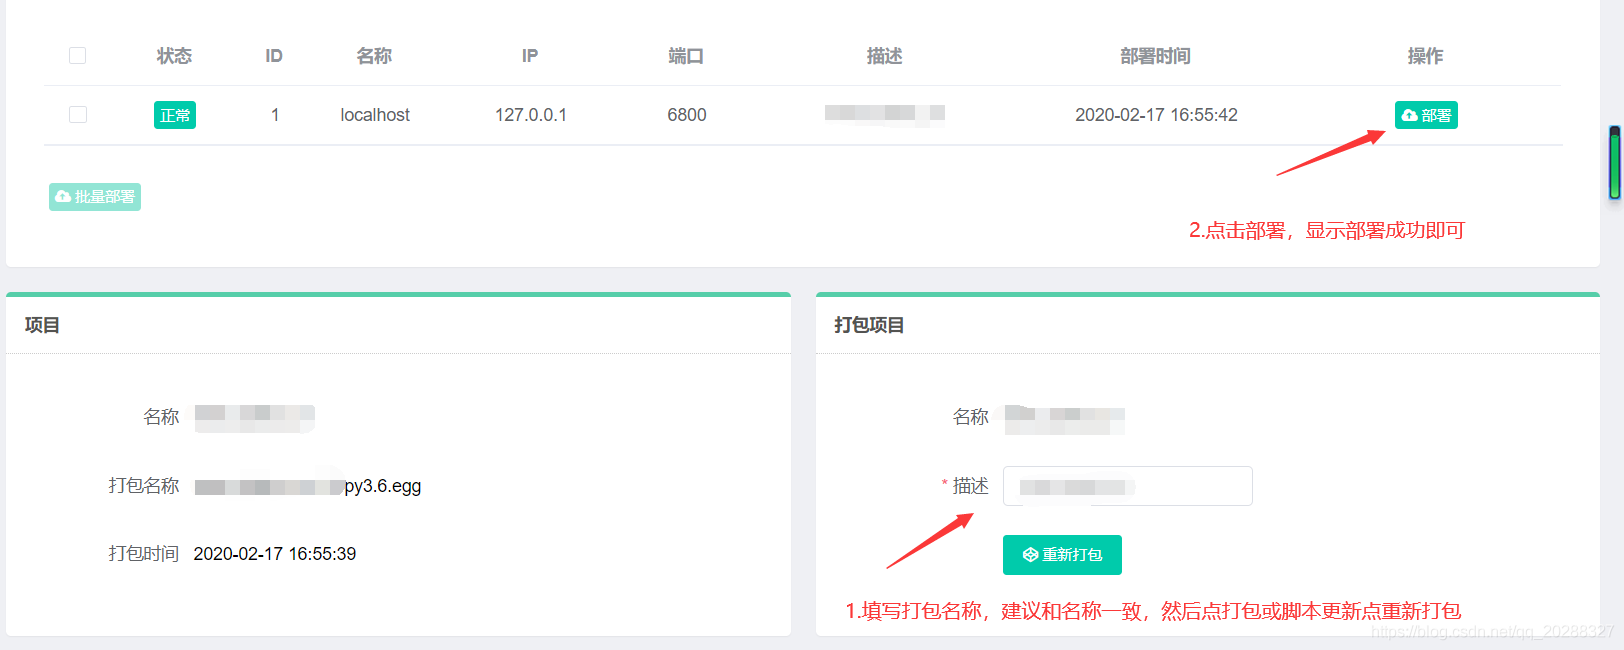 状态 ID 名称 IP 端口 描述 部署时间 操作
正常 1 localhost 127.0.0.1 6800 2020-02-17 16:55:42 部署
批量部署
2.点击部署，显示部署成功即可
项目
名称
打包名称 py3.6.egg
打包时间 2020-02-17 16:55:39
打包项目
名称
* 描述
重新打包
1.填写打包名称，建议和名称一致，然后点打包或脚本更新点重新打包
https://blog.csdn.net/qq_20288327